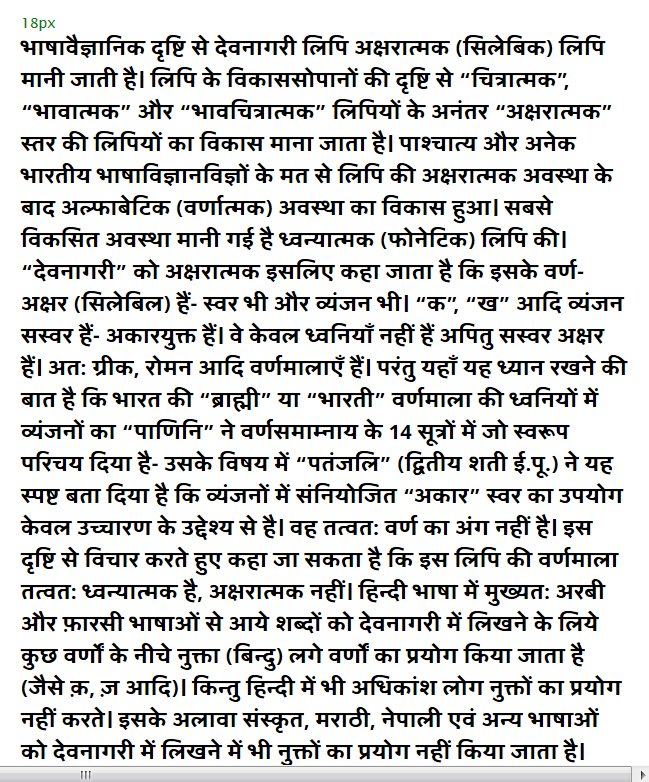 18px
भाषावैज्ञानिक दृष्टि से देवनागरी लिपि अक्षरात्मक (सिलेबिक) लिपि
मानी जाती है। लिपि के विकाससोपानों की दृष्टि से “चित्रात्मक”,
“भावात्मक” और “भावचित्रात्मक” लिपियों के अनंतर “अक्षरात्मक”
स्तर की लिपियों का विकास माना जाता है। पाश्चात्य और अनेक
भारतीय भाषाविज्ञानविज्ञों के मत से लिपि की अक्षरात्मक अवस्था के
बाद अल्फाबेटिक (वर्णात्मक) अवस्था का विकास हुआ। सबसे
विकसित अवस्था मानी गई है ध्वन्यात्मक (फोनेटिक) लिपि की।
“देवनागरी” को अक्षरात्मक इसलिए कहा जाता है कि इसके वर्ण-
अक्षर (सिलेबिल) हैं- स्वर भी और व्यंजन भी। “क”, “ख” आदि व्यंजन
सस्वर हैं- अकारयुक्त हैं। वे केवल ध्वनियाँ नहीं हैं अपितु सस्वर अक्षर
हैं। अत: ग्रीक, रोमन आदि वर्णमालाएँ हैं। परंतु यहाँ यह ध्यान रखने की
बात है कि भारत की “ब्राह्मी” या “भारती” वर्णमाला की ध्वनियों में
व्यंजनों का “पाणिनि” ने वर्णसमाम्नाय के 14 सूत्रों में जो स्वरूप
परिचय दिया है- उसके विषय में “पतंजलि” (द्वितीय शती ई.पू.) ने यह
स्पष्ट बता दिया है कि व्यंजनों में संनियोजित “अकार” स्वर का उपयोग
केवल उच्चारण के उद्देश्य से है। वह तत्वत: वर्ण का अंग नहीं है। इस
दृष्टि से विचार करते हुए कहा जा सकता है कि इस लिपि की वर्णमाला
तत्वत: ध्वन्यात्मक है, अक्षरात्मक नहीं। हिन्दी भाषा में मुख्यत: अरबी
और फ़ारसी भाषाओं से आये शब्दों को देवनागरी में लिखने के लिये
कुछ वर्णों के नीचे नुक्ता (बिन्दु) लगे वर्णों का प्रयोग किया जाता है
(जैसे क़, ज़ आदि)। किन्तु हिन्दी में भी अधिकांश लोग नुक्तों का प्रयोग
नहीं करते। इसके अलावा संस्कृत, मराठी, नेपाली एवं अन्य भाषाओं
को देवनागरी में लिखने में भी नुक्तों का प्रयोग नहीं किया जाता है।